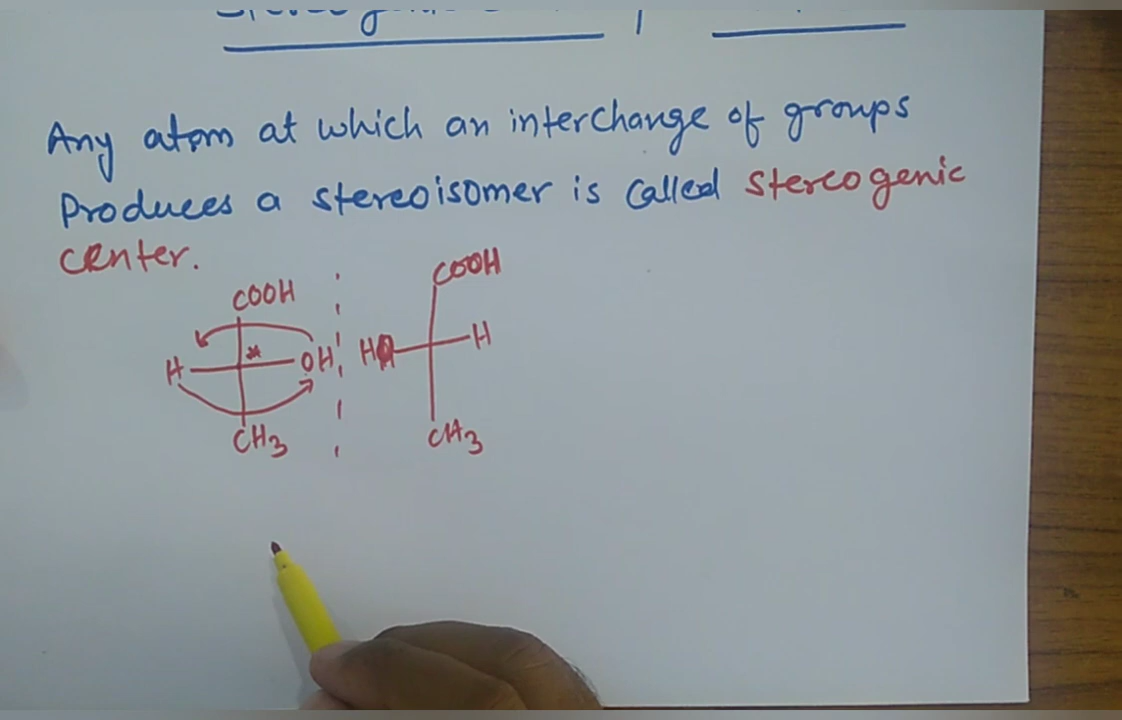 Any atom at which an interchange of groups
Produces a stereoisomer is called stereogenic
center.
COOH COOH
H * OH HO H
CH3 CH3